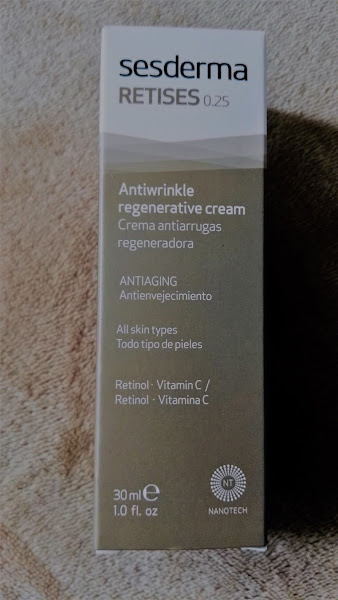 sesderma
RETISES 0.25
Antiwrinkle
regenerative cream
Crema antiarrugas
regeneradora
ANTIAGING
Antienvejecimiento
All skin types
Todo tipo de pieles
Retinol · Vitamin C /
Retinol · Vitamina C
30 ml e
1.0 fl. oz
NT
NANOTECH